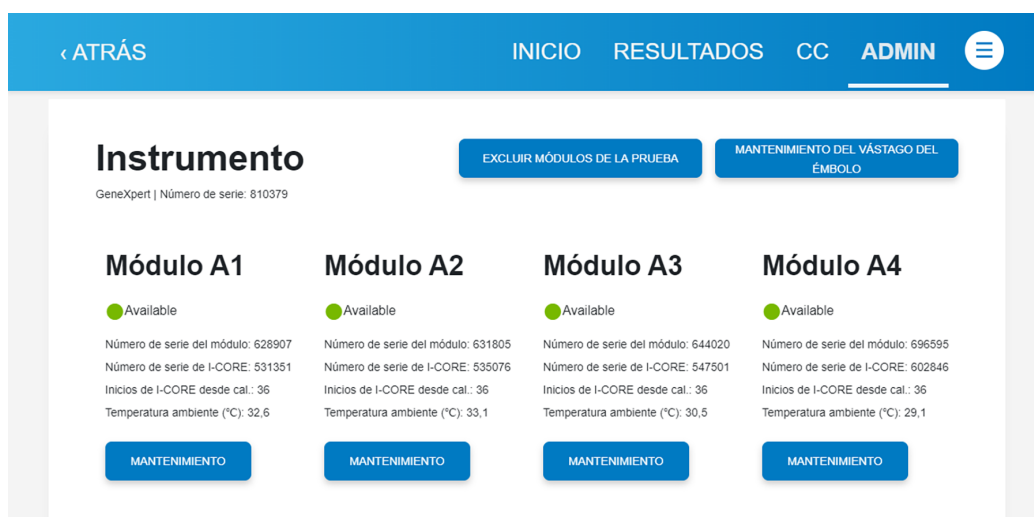 ‹ ATRÁS
INICIO RESULTADOS CC ADMIN
Instrumento
GeneXpert | Número de serie: 810379
EXCLUIR MÓDULOS DE LA PRUEBA
MANTENIMIENTO DEL VÁSTAGO DEL
ÉMBOLO
Módulo A1
Available
Número de serie del módulo: 628907
Número de serie de I-CORE: 531351
Inicios de I-CORE desde cal.: 36
Temperatura ambiente (°C): 32,6
MANTENIMIENTO
Módulo A2
Available
Número de serie del módulo: 631805
Número de serie de I-CORE: 535076
Inicios de I-CORE desde cal.: 36
Temperatura ambiente (°C): 33,1
MANTENIMIENTO
Módulo A3
Available
Número de serie del módulo: 644020
Número de serie de I-CORE: 547501
Inicios de I-CORE desde cal.: 36
Temperatura ambiente (°C): 30,5
MANTENIMIENTO
Módulo A4
Available
Número de serie del módulo: 696595
Número de serie de I-CORE: 602846
Inicios de I-CORE desde cal.: 36
Temperatura ambiente (°C): 29,1
MANTENIMIENTO